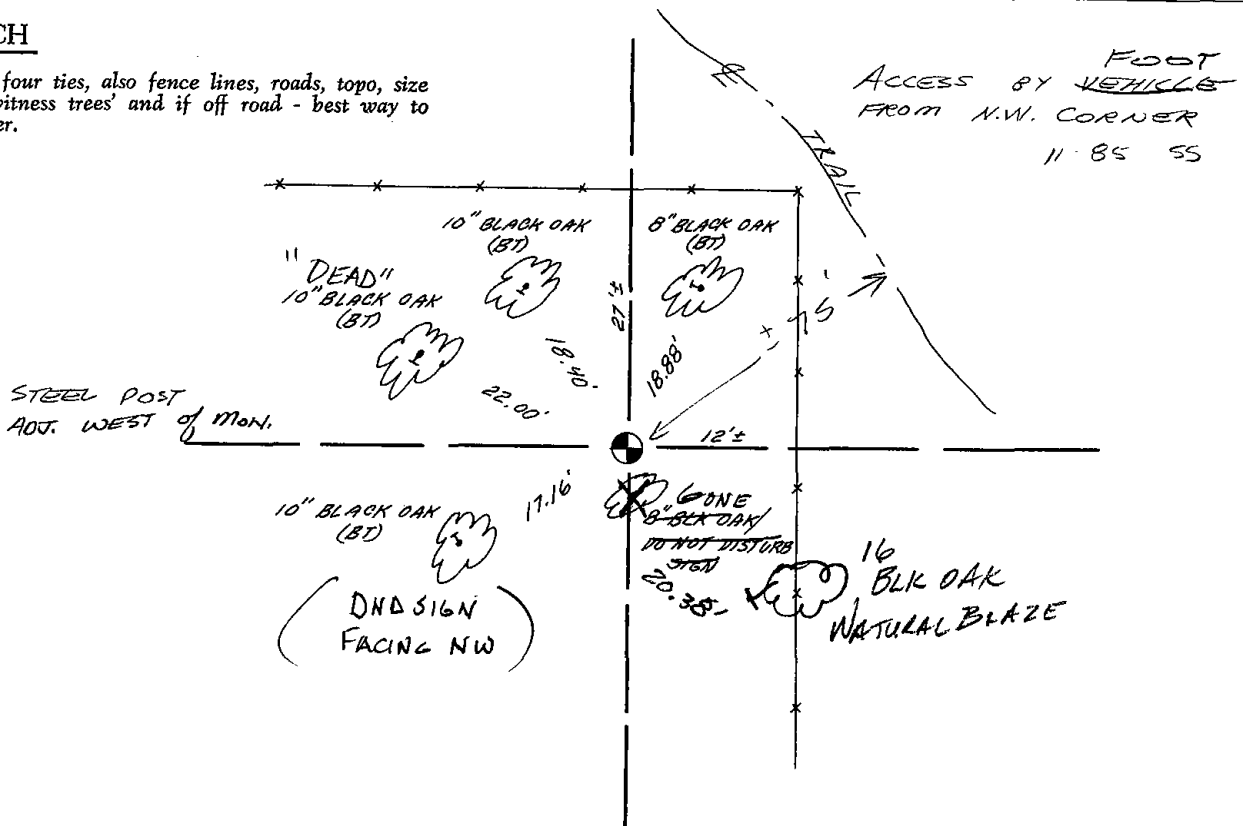 CH
four ties, also fence lines, roads, topo, size
witness trees' and if off road - best way to
er.
FOOT
ACCESS BY VEHICLE
FROM N.W. CORNER
11-85 SS
TRAIL
10" BLACK OAK
(BT)
8" BLACK OAK
(BT)
"DEAD"
10" BLACK OAK
(BT)
27'±
± 75'
18.40'
18.88'
22.00'
STEEL POST
ADJ. WEST of MON.
12'±
17.16'
10" BLACK OAK
(BT)
GONE
8" BLK OAK/
DO NOT DISTURB
SIGN
20.38'
16
BLK OAK
NATURAL BLAZE
(DND SIGN
FACING NW)